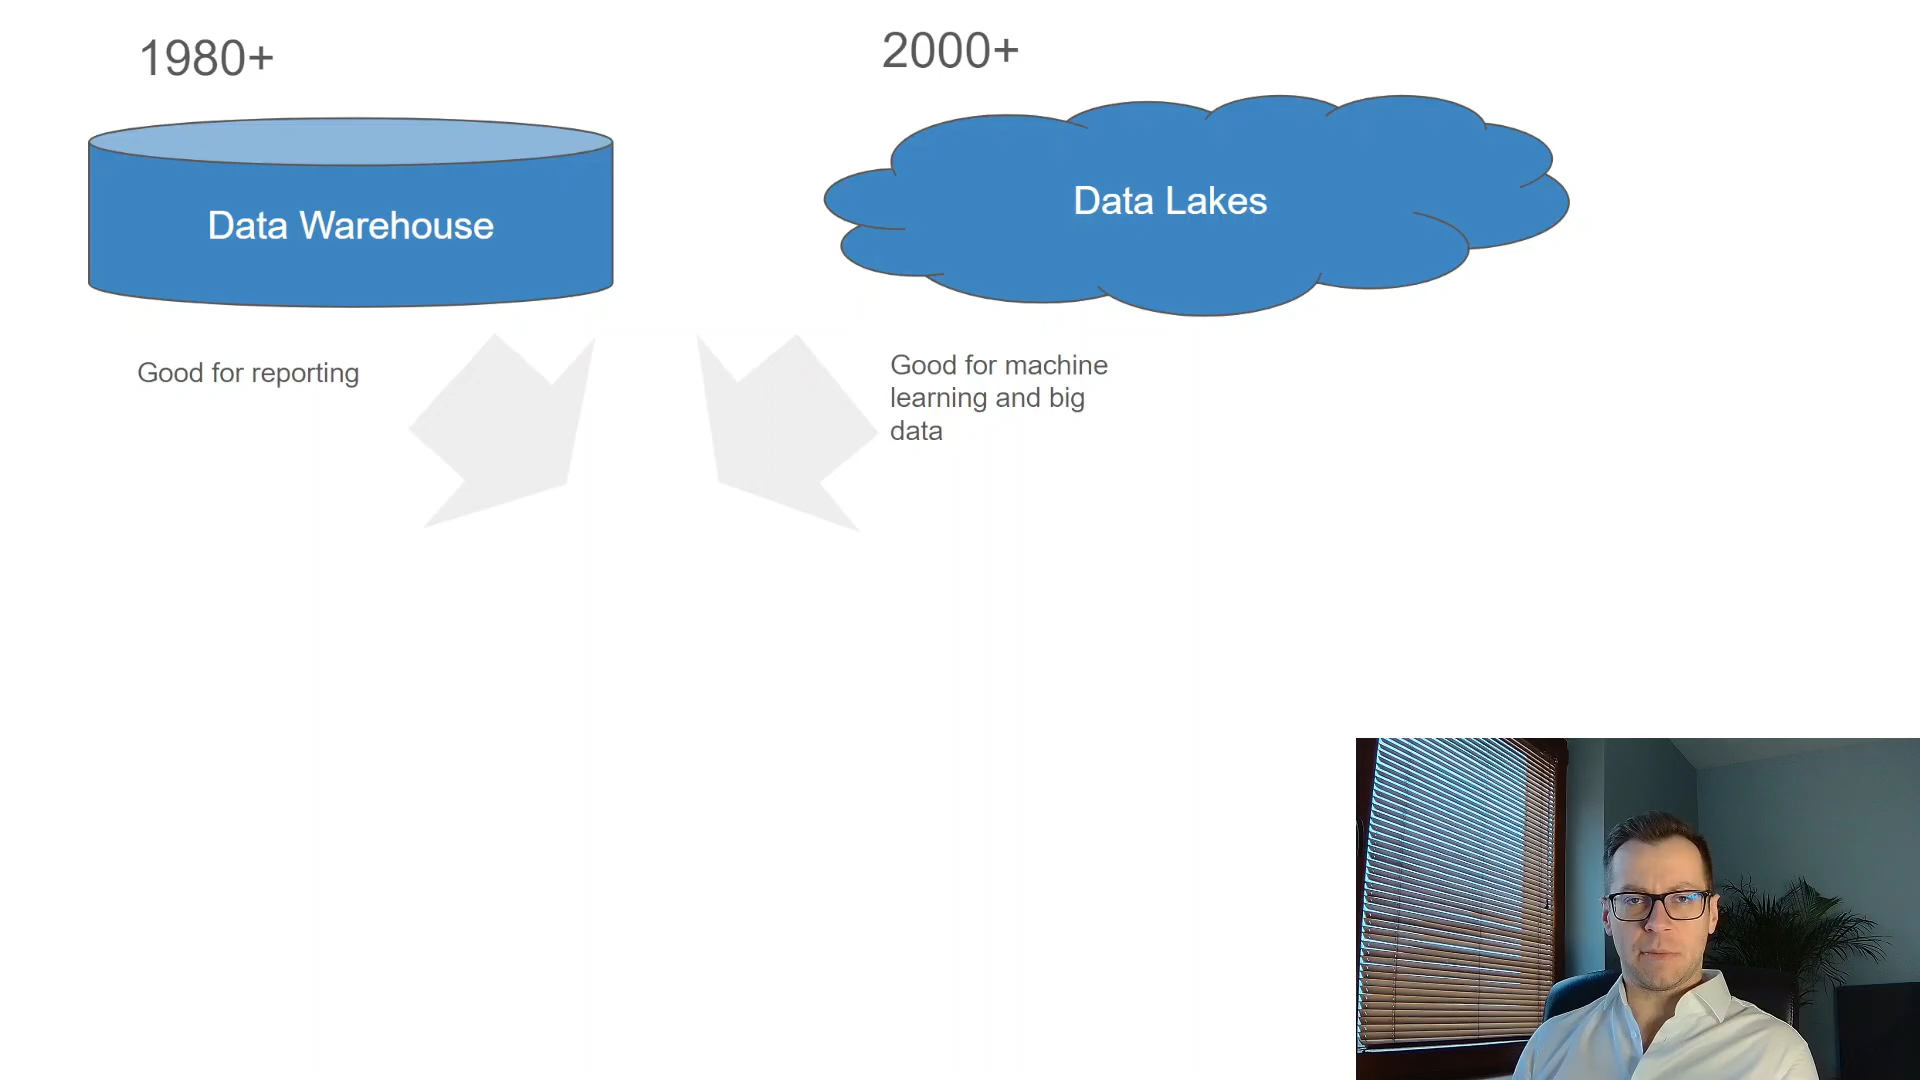 1980+
2000+
Data Warehouse
Data Lakes
Good for reporting
Good for machine
learning and big
data